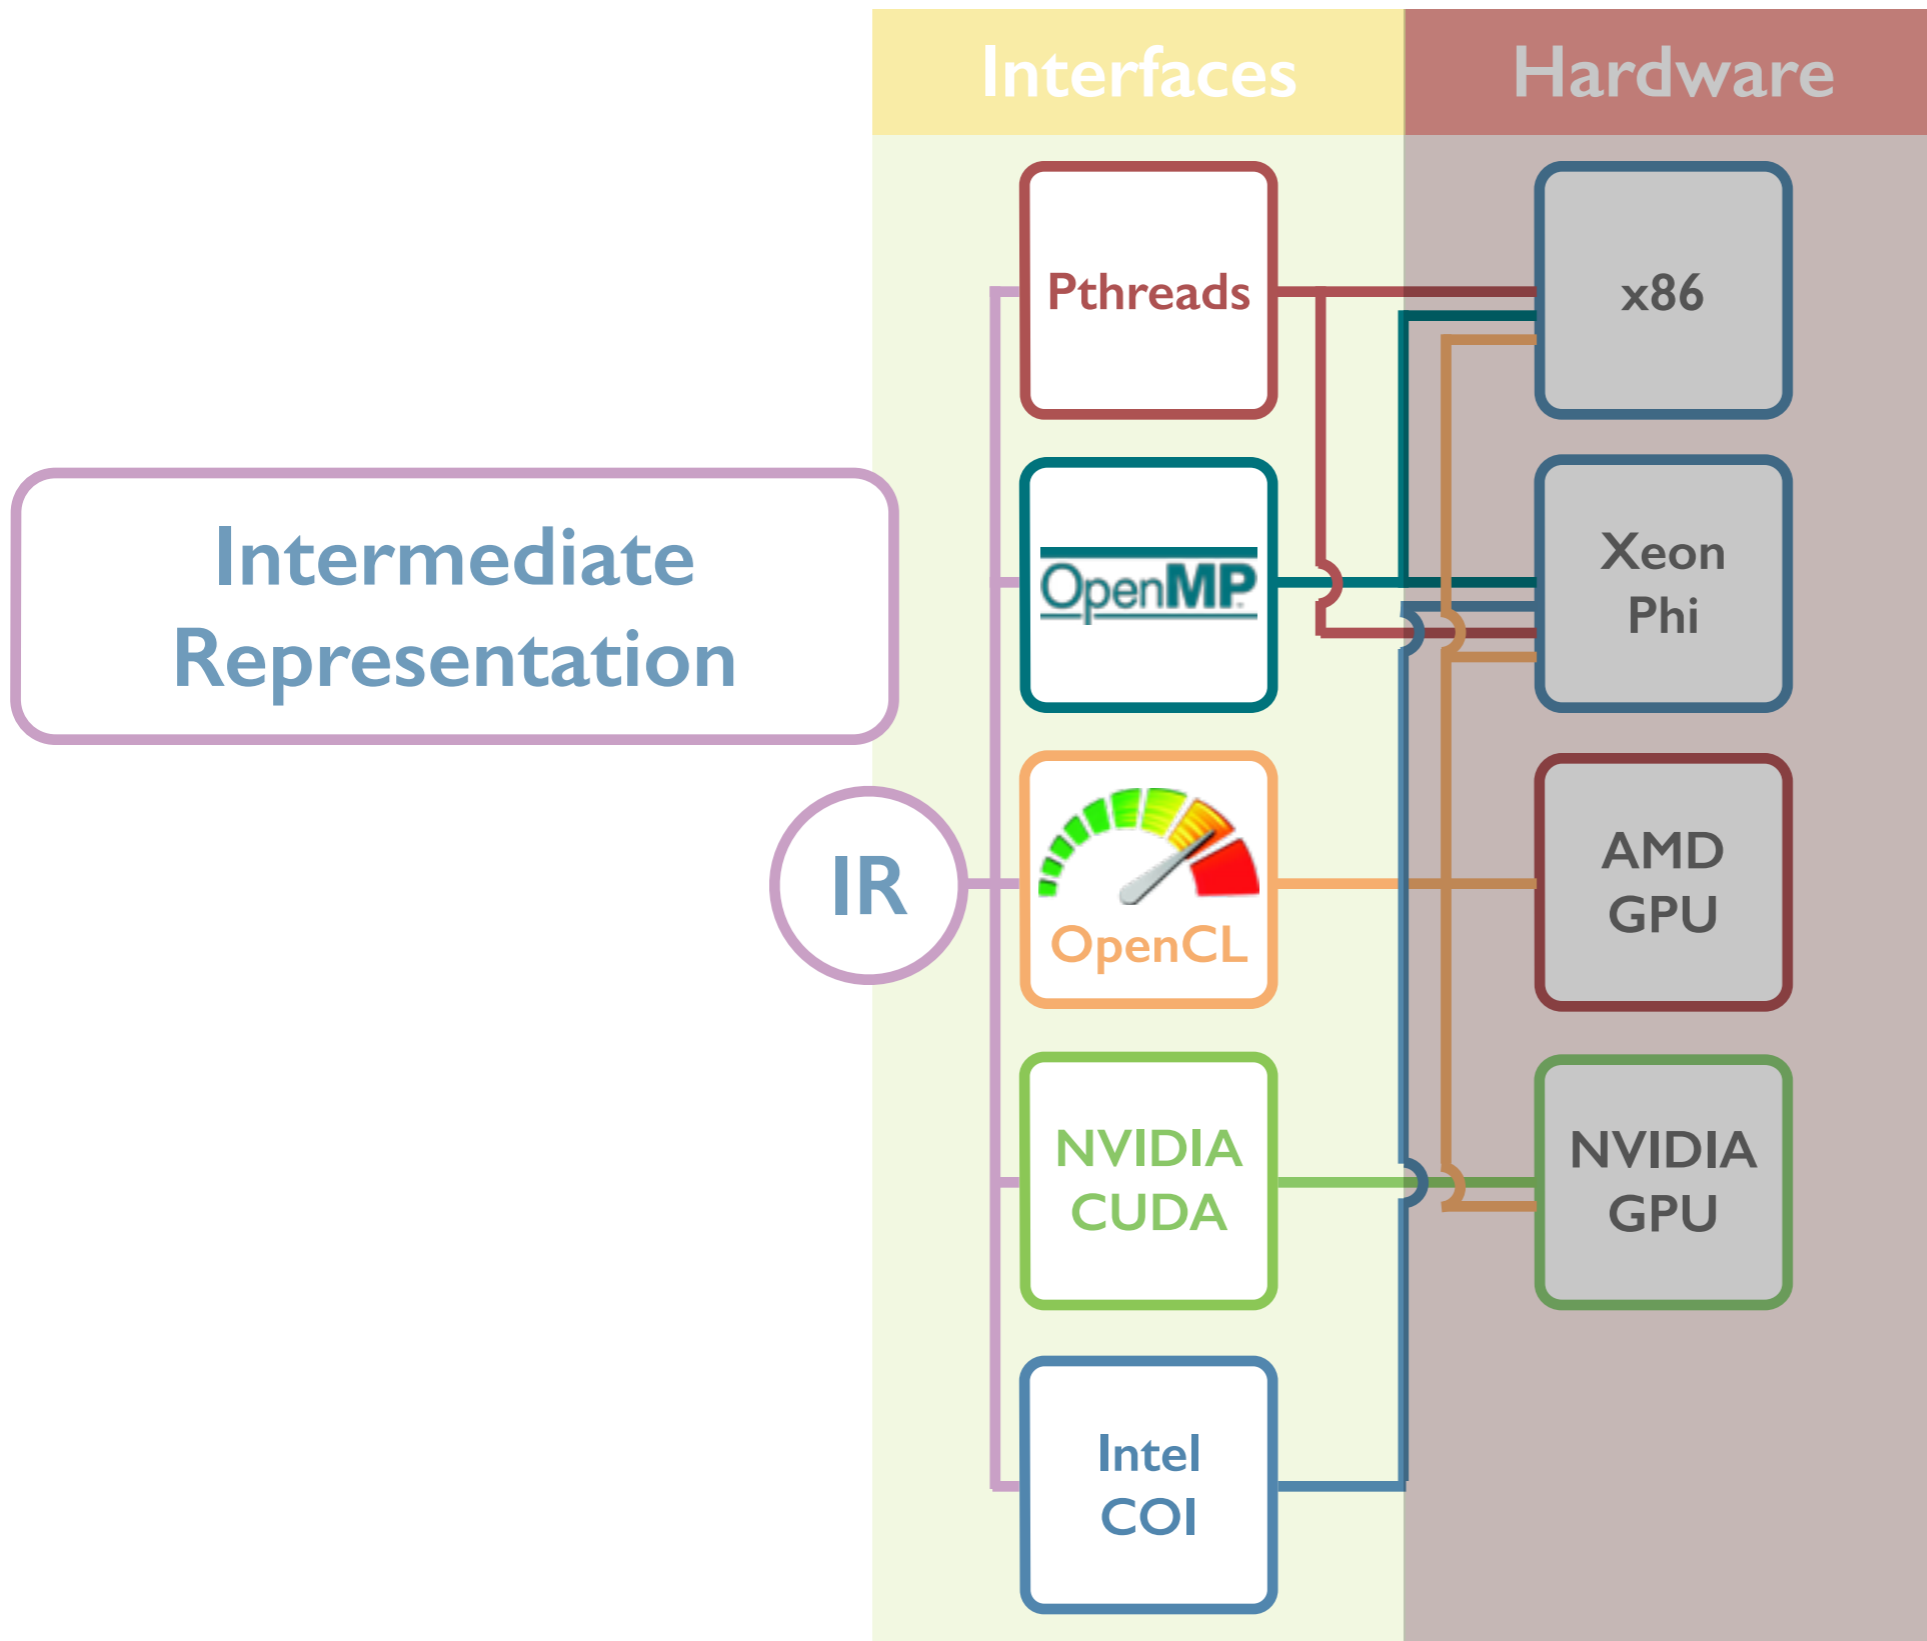 Interfaces
Hardware
Pthreads
x86
Intermediate
Representation
OpenMP
Xeon
Phi
IR
OpenCL
AMD
GPU
NVIDIA
CUDA
NVIDIA
GPU
Intel
COI